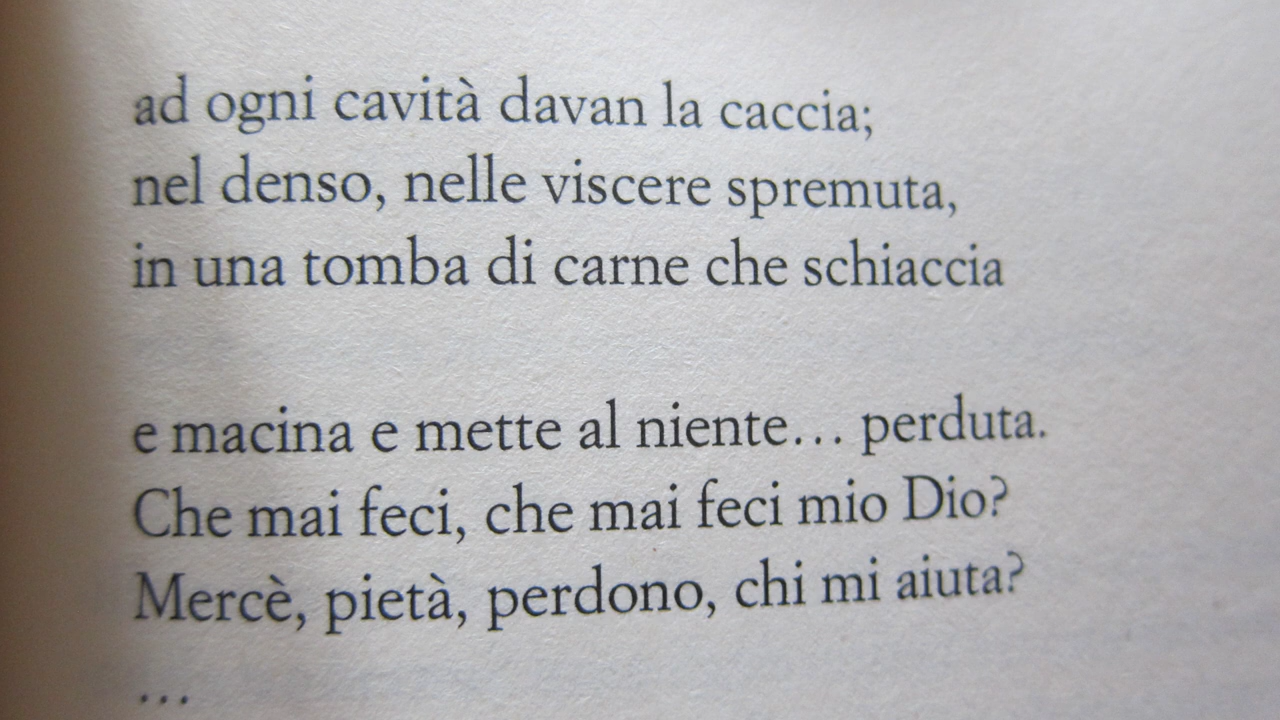 ad ogni cavità davan la caccia;
nel denso, nelle viscere spremuta,
in una tomba di carne che schiaccia
e macina e mette al niente... perduta.
Che mai feci, che mai feci mio Dio?
Mercè, pietà, perdono, chi mi aiuta?
...